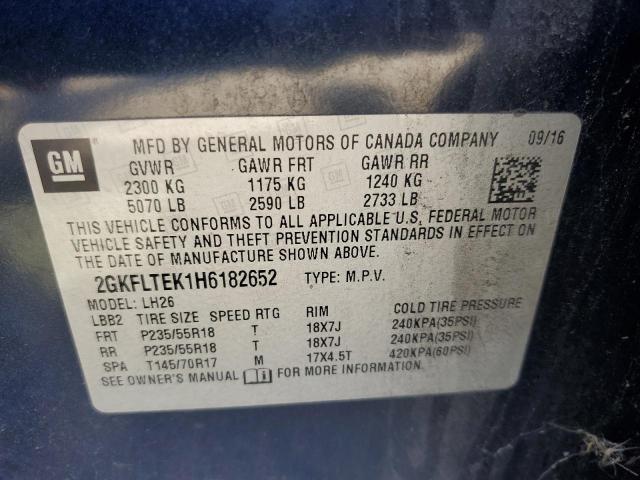 GM
MFD BY GENERAL MOTORS OF CANADA COMPANY 09/16
GVWR GAWR FRT GAWR RR
2300 KG 1175 KG 1240 KG
5070 LB 2590 LB 2733 LB
THIS VEHICLE CONFORMS TO ALL APPLICABLE U.S. FEDERAL MOTOR
VEHICLE SAFETY AND THEFT PREVENTION STANDARDS IN EFFECT ON
THE DATE OF MANUFACTURE SHOWN ABOVE.
2GKFLTEK1H6182652 TYPE: M.P.V.
MODEL: LH26
LBB2 TIRE SIZE SPEED RTG RIM COLD TIRE PRESSURE
FRT P235/55R18 T 18X7J 240KPA(35PSI)
RR P235/55R18 T 18X7J 240KPA(35PSI)
SPA T145/70R17 M 17X4.5T 420KPA(60PSI)
SEE OWNER'S MANUAL FOR MORE INFORMATION